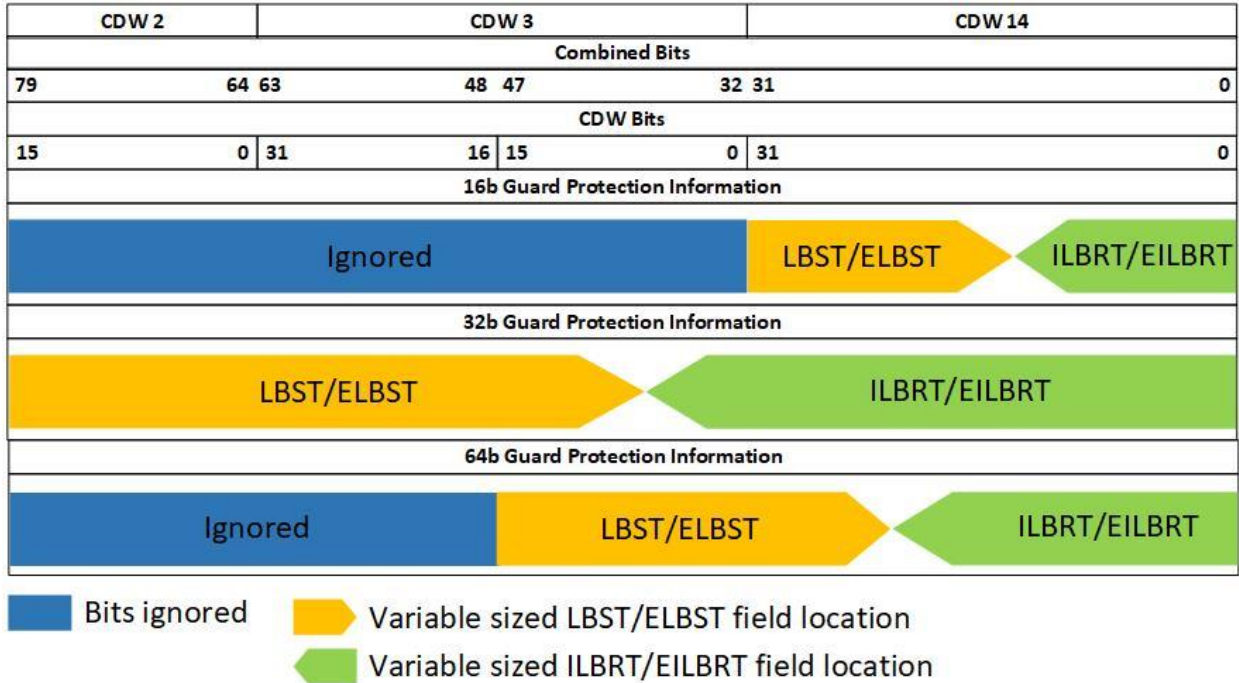 CDW 2 CDW 3 CDW 14
Combined Bits
79 64 63 48 47 32 31 0
CDW Bits
15 0 31 16 15 0 31 0
16b Guard Protection Information
Ignored LBST/ELBST ILBRT/EILBRT
32b Guard Protection Information
LBST/ELBST ILBRT/EILBRT
64b Guard Protection Information
Ignored LBST/ELBST ILBRT/EILBRT
Bits ignored Variable sized LBST/ELBST field location
Variable sized ILBRT/EILBRT field location